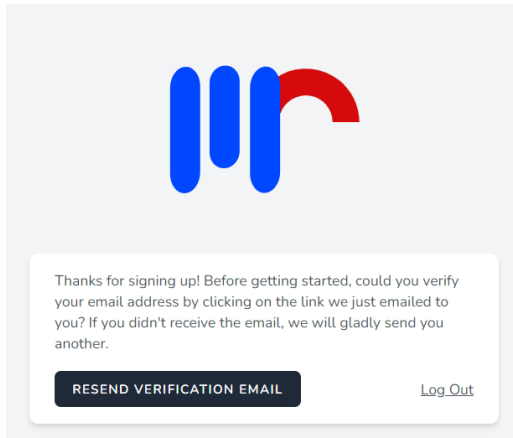 Thanks for signing up! Before getting started, could you verify
your email address by clicking on the link we just emailed to
you? If you didn't receive the email, we will gladly send you
another.
RESEND VERIFICATION EMAIL
Log Out